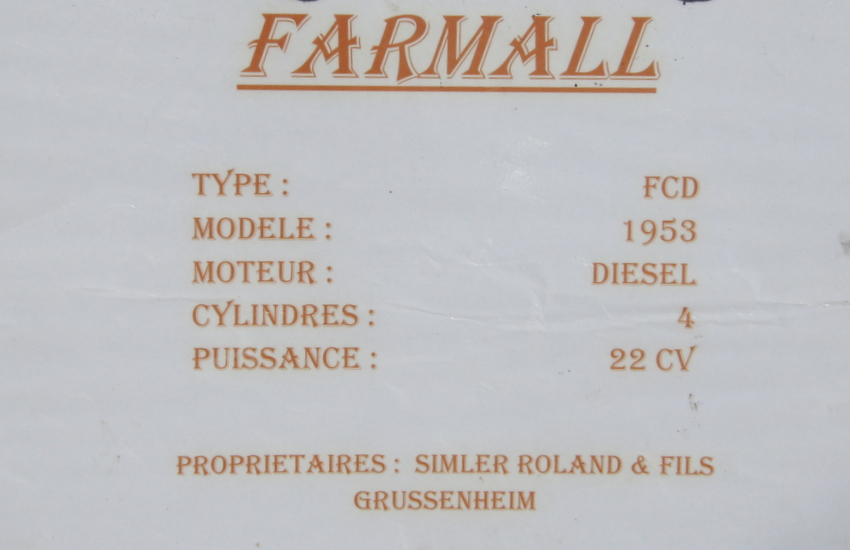 FARMALL
TYPE : FCD
MODELE : 1953
MOTEUR : DIESEL
CYLINDRES : 4
PUISSANCE : 22 CV
PROPRIETAIRES : SIMLER ROLAND & FILS
GRUSSENHEIM